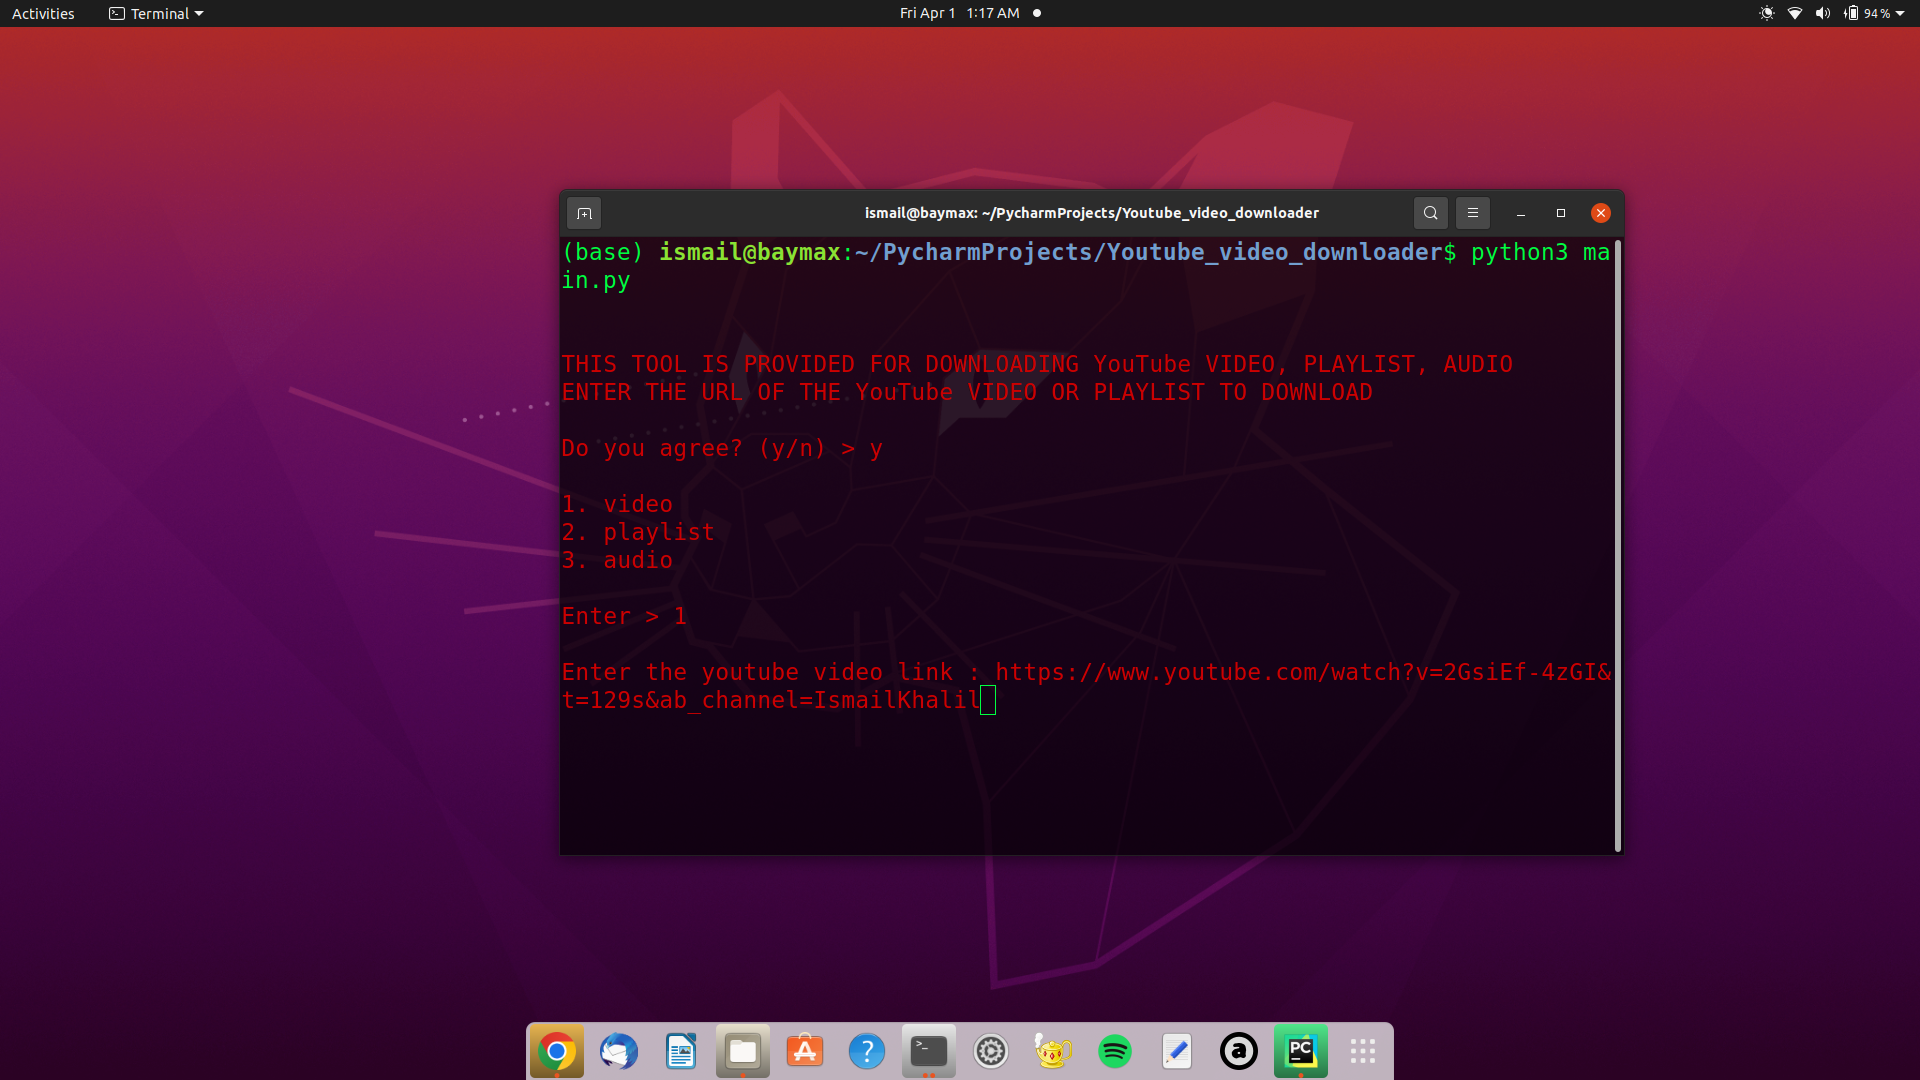 Activities
Terminal
Fri Apr 1 1:17 AM
94 %
ismail@baymax: ~/PycharmProjects/Youtube_video_downloader
(base) ismail@baymax:~/PycharmProjects/Youtube_video_downloader$ python3 ma
in.py
THIS TOOL IS PROVIDED FOR DOWNLOADING YouTube VIDEO, PLAYLIST, AUDIO
ENTER THE URL OF THE YouTube VIDEO OR PLAYLIST TO DOWNLOAD
Do you agree? (y/n) > y
1. video
2. playlist
3. audio
Enter > 1
Enter the youtube video link : https://www.youtube.com/watch?v=2GsiEf-4zGI&
t=129s&ab_channel=IsmailKhalil
>_
?
a
PC